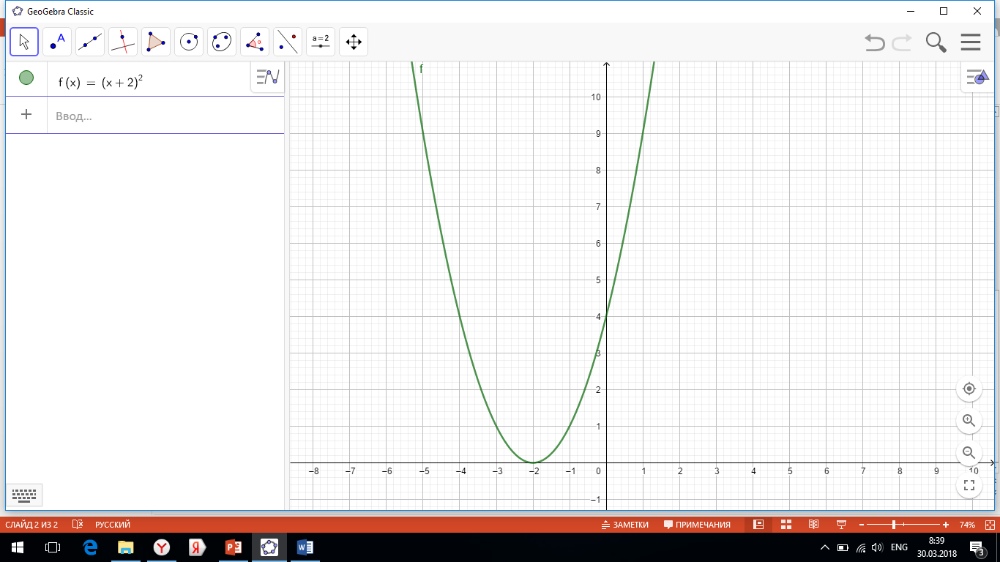 GeoGebra Classic
A
α
a=2
f (x) = (x + 2)²
f
+ Ввод...
10
9
8
7
6
5
4
3
2
1
–8 –7 –6 –5 –4 –3 –2 –1 0 1 2 3 4 5 6 7 8 9 10
–1
СЛАЙД 2 ИЗ 2 РУССКИЙ ЗАМЕТКИ ПРИМЕЧАНИЯ 74%
ENG
8:39
30.03.2018
3